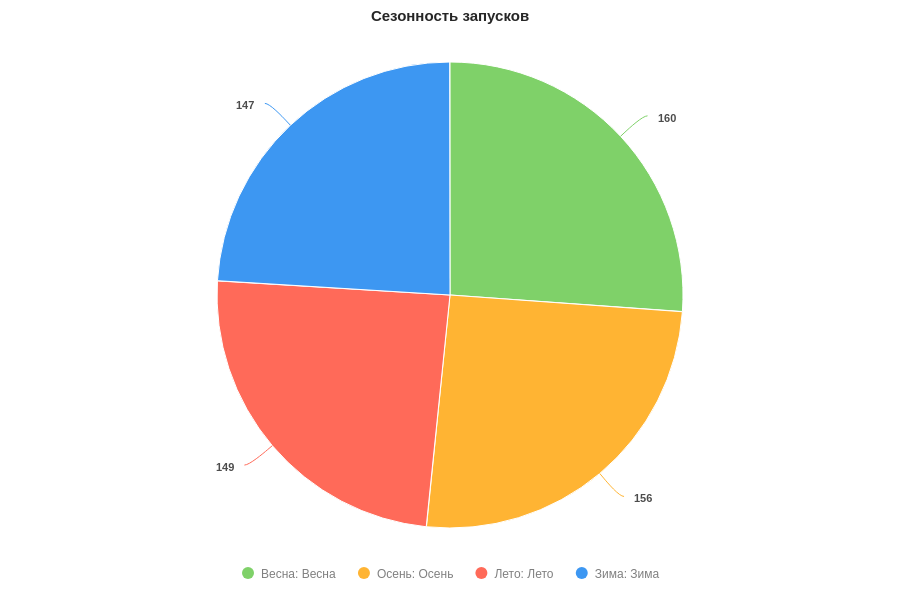 Сезонность запусков
147
160
149
156
Весна: Весна
Осень: Осень
Лето: Лето
Зима: Зима